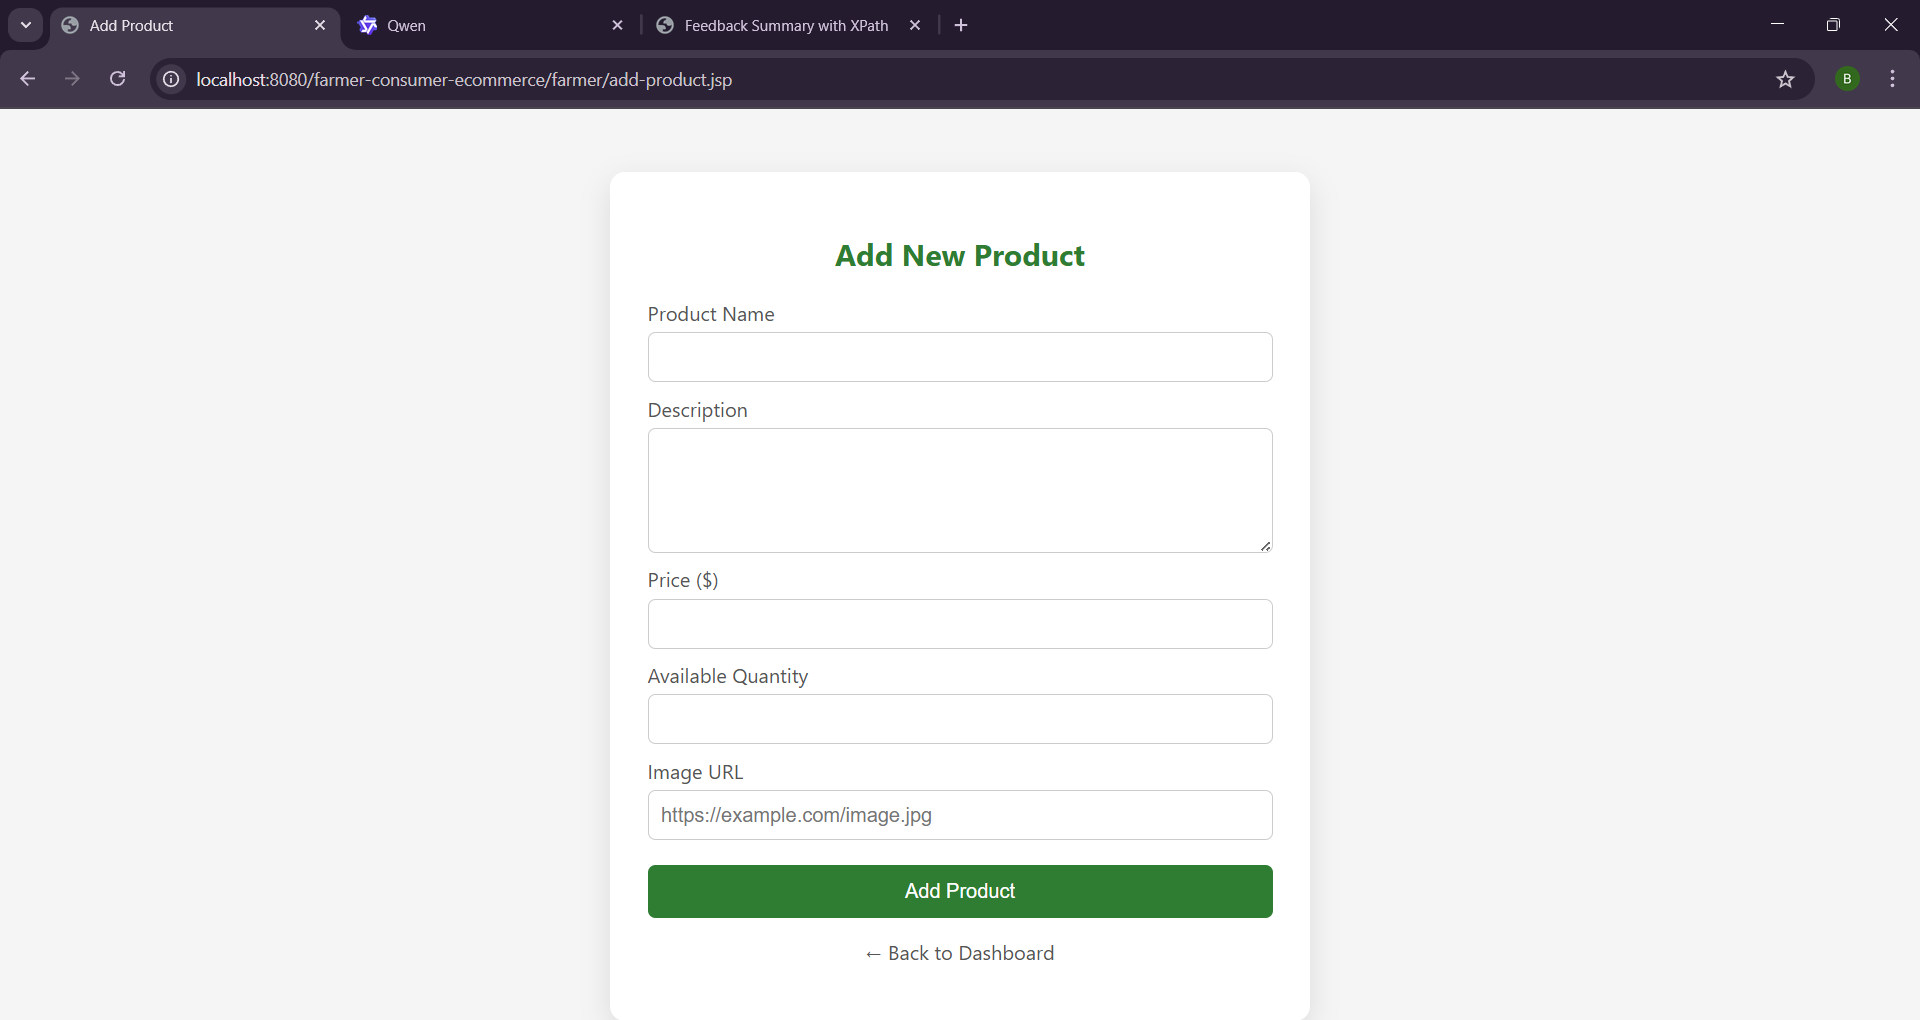 Add Product
Qwen
Feedback Summary with XPath
localhost:8080/farmer-consumer-ecommerce/farmer/add-product.jsp
B
Add New Product
Product Name
Description
Price ($)
Available Quantity
Image URL
https://example.com/image.jpg
Add Product
← Back to Dashboard